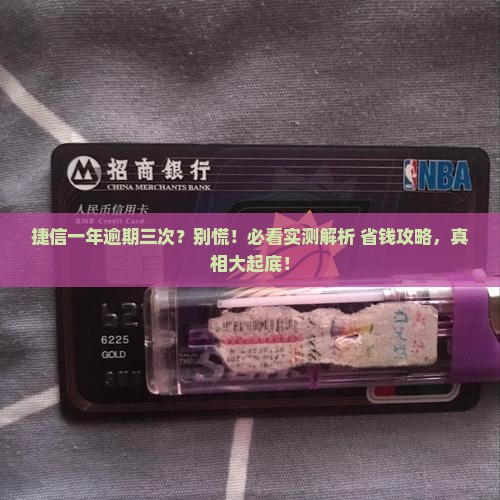 招商银行
CHINA MERCHANTS BANK
NBA
人民币信用卡
RMB Credit Card
捷信一年逾期三次？别慌！必看实测解析 省钱攻略，真
相大起底！
6225
GOLD
THRU